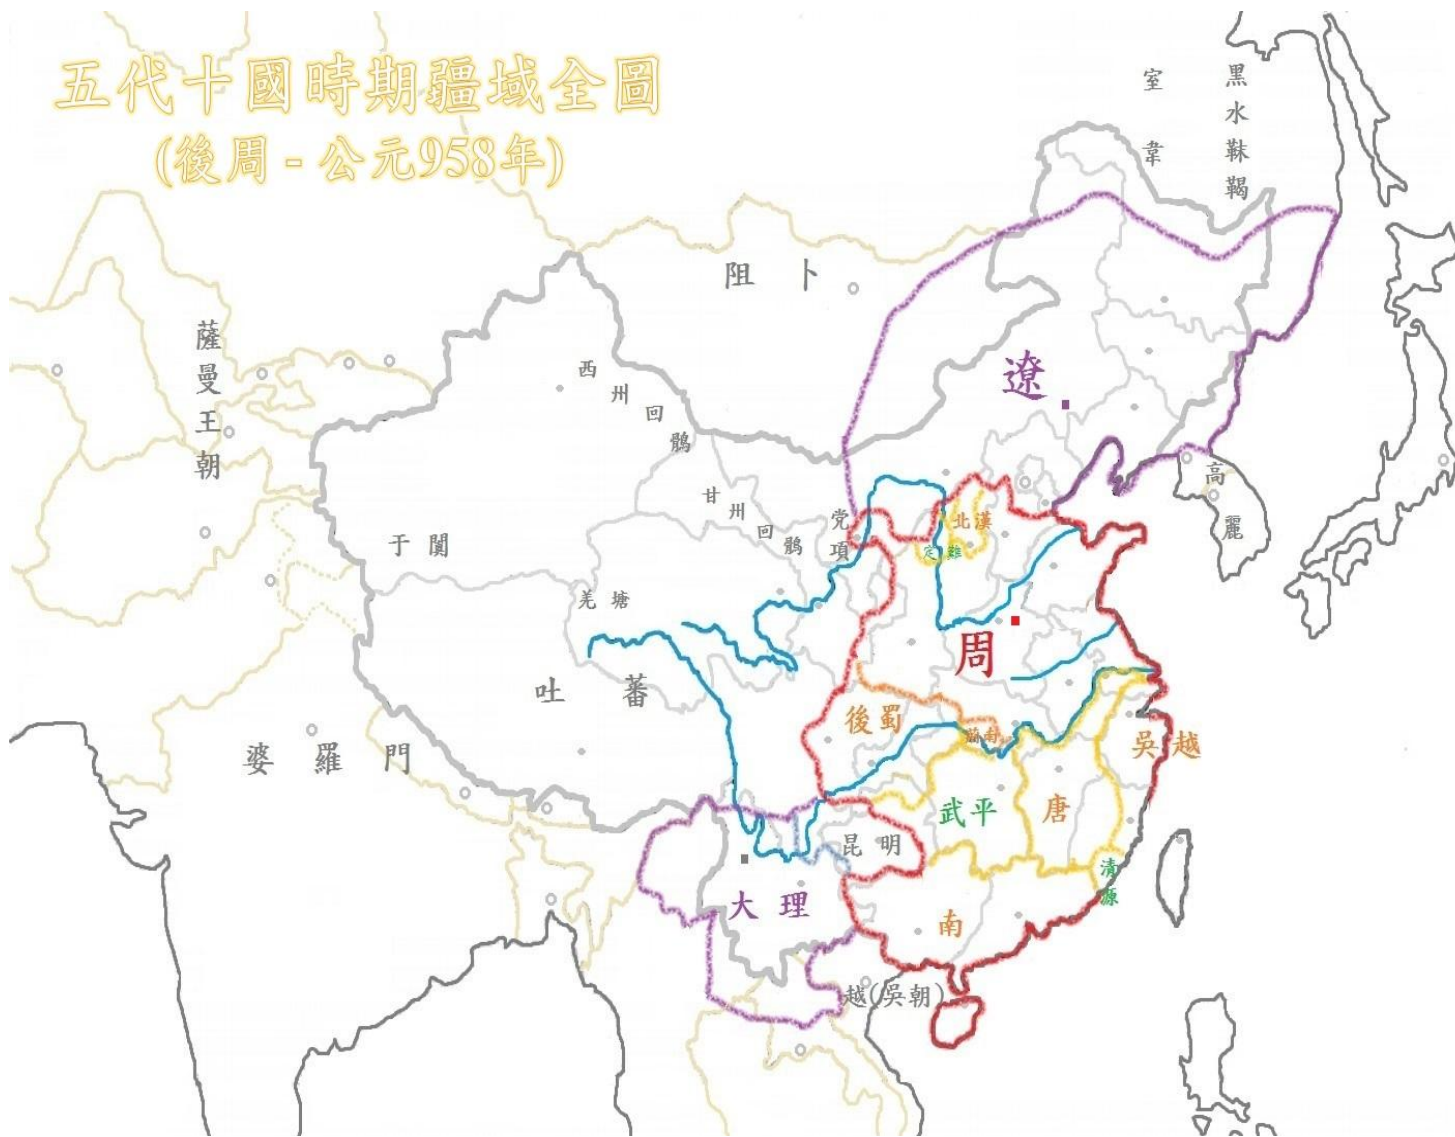 五代十國時期疆域全圖
(後周 - 公元958年)
室韋
黑水靺鞨
阻卜
薩曼王朝
西州回鶻
遼
甘州回鶻
党項
北漢
定難
高麗
于闐
羌塘
周
吐蕃
後蜀
南
吳越
婆羅門
武平
唐
昆明
清源
大理
南
越(吳朝)